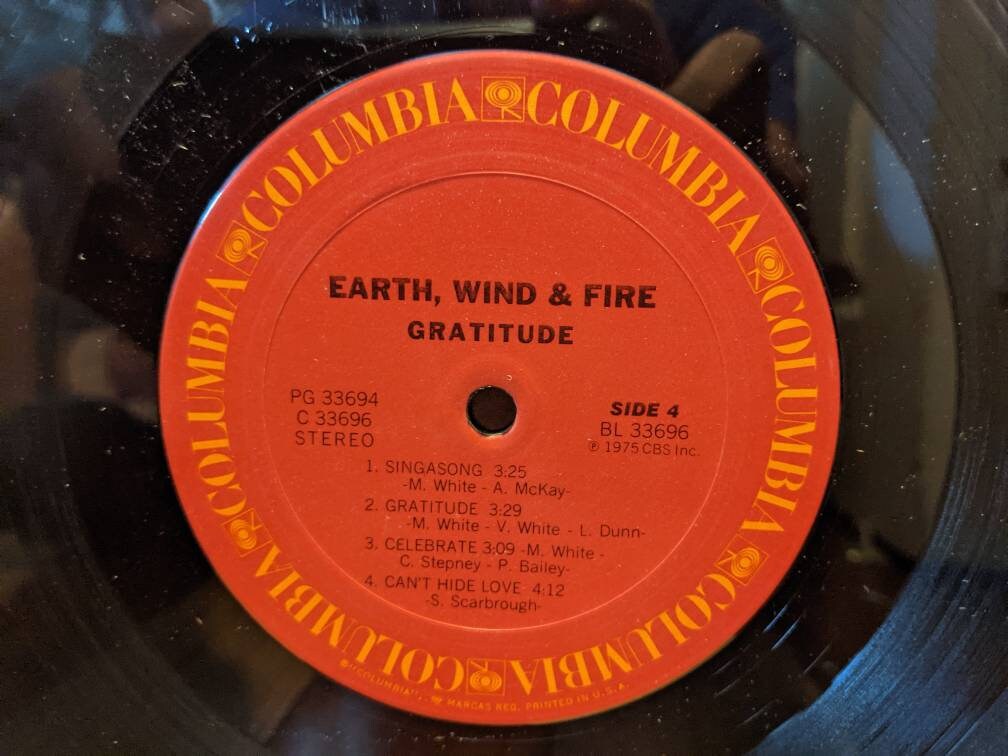 COLUMBIA COLUMBIA COLUMBIA COLUMBIA COLUMBIA COLUMBIA COLUMBIA
EARTH, WIND & FIRE
GRATITUDE
PG 33694
C 33696
STEREO
SIDE 4
BL 33696
℗ 1975 CBS Inc.
1. SINGASONG 3:25
-M. White - A. McKay-
2. GRATITUDE 3:29
-M. White - V. White - L. Dunn-
3. CELEBRATE 3:09 -M. White -
C. Stepney - P. Bailey-
4. CAN'T HIDE LOVE 4:12
-S. Scarbrough-
"COLUMBIA", MARCAS REG. PRINTED IN U.S.A.